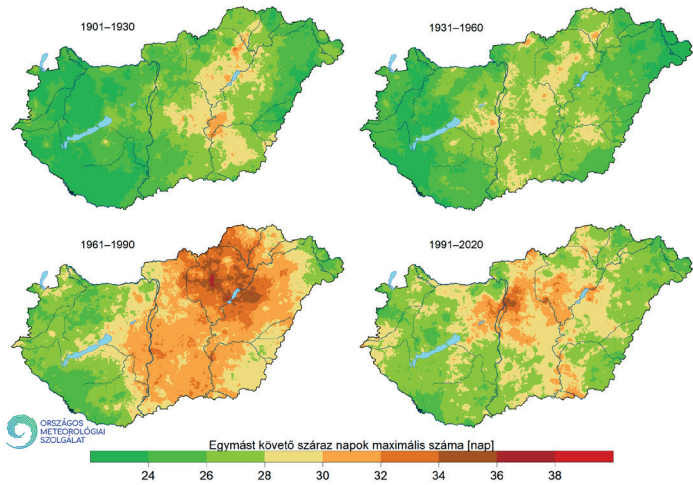 1901–1930
1931–1960
1961–1990
1991–2020
ORSZÁGOS
METEOROLÓGIAI
SZOLGÁLAT
Egymást követő száraz napok maximális száma [nap]
24 26 28 30 32 34 36 38